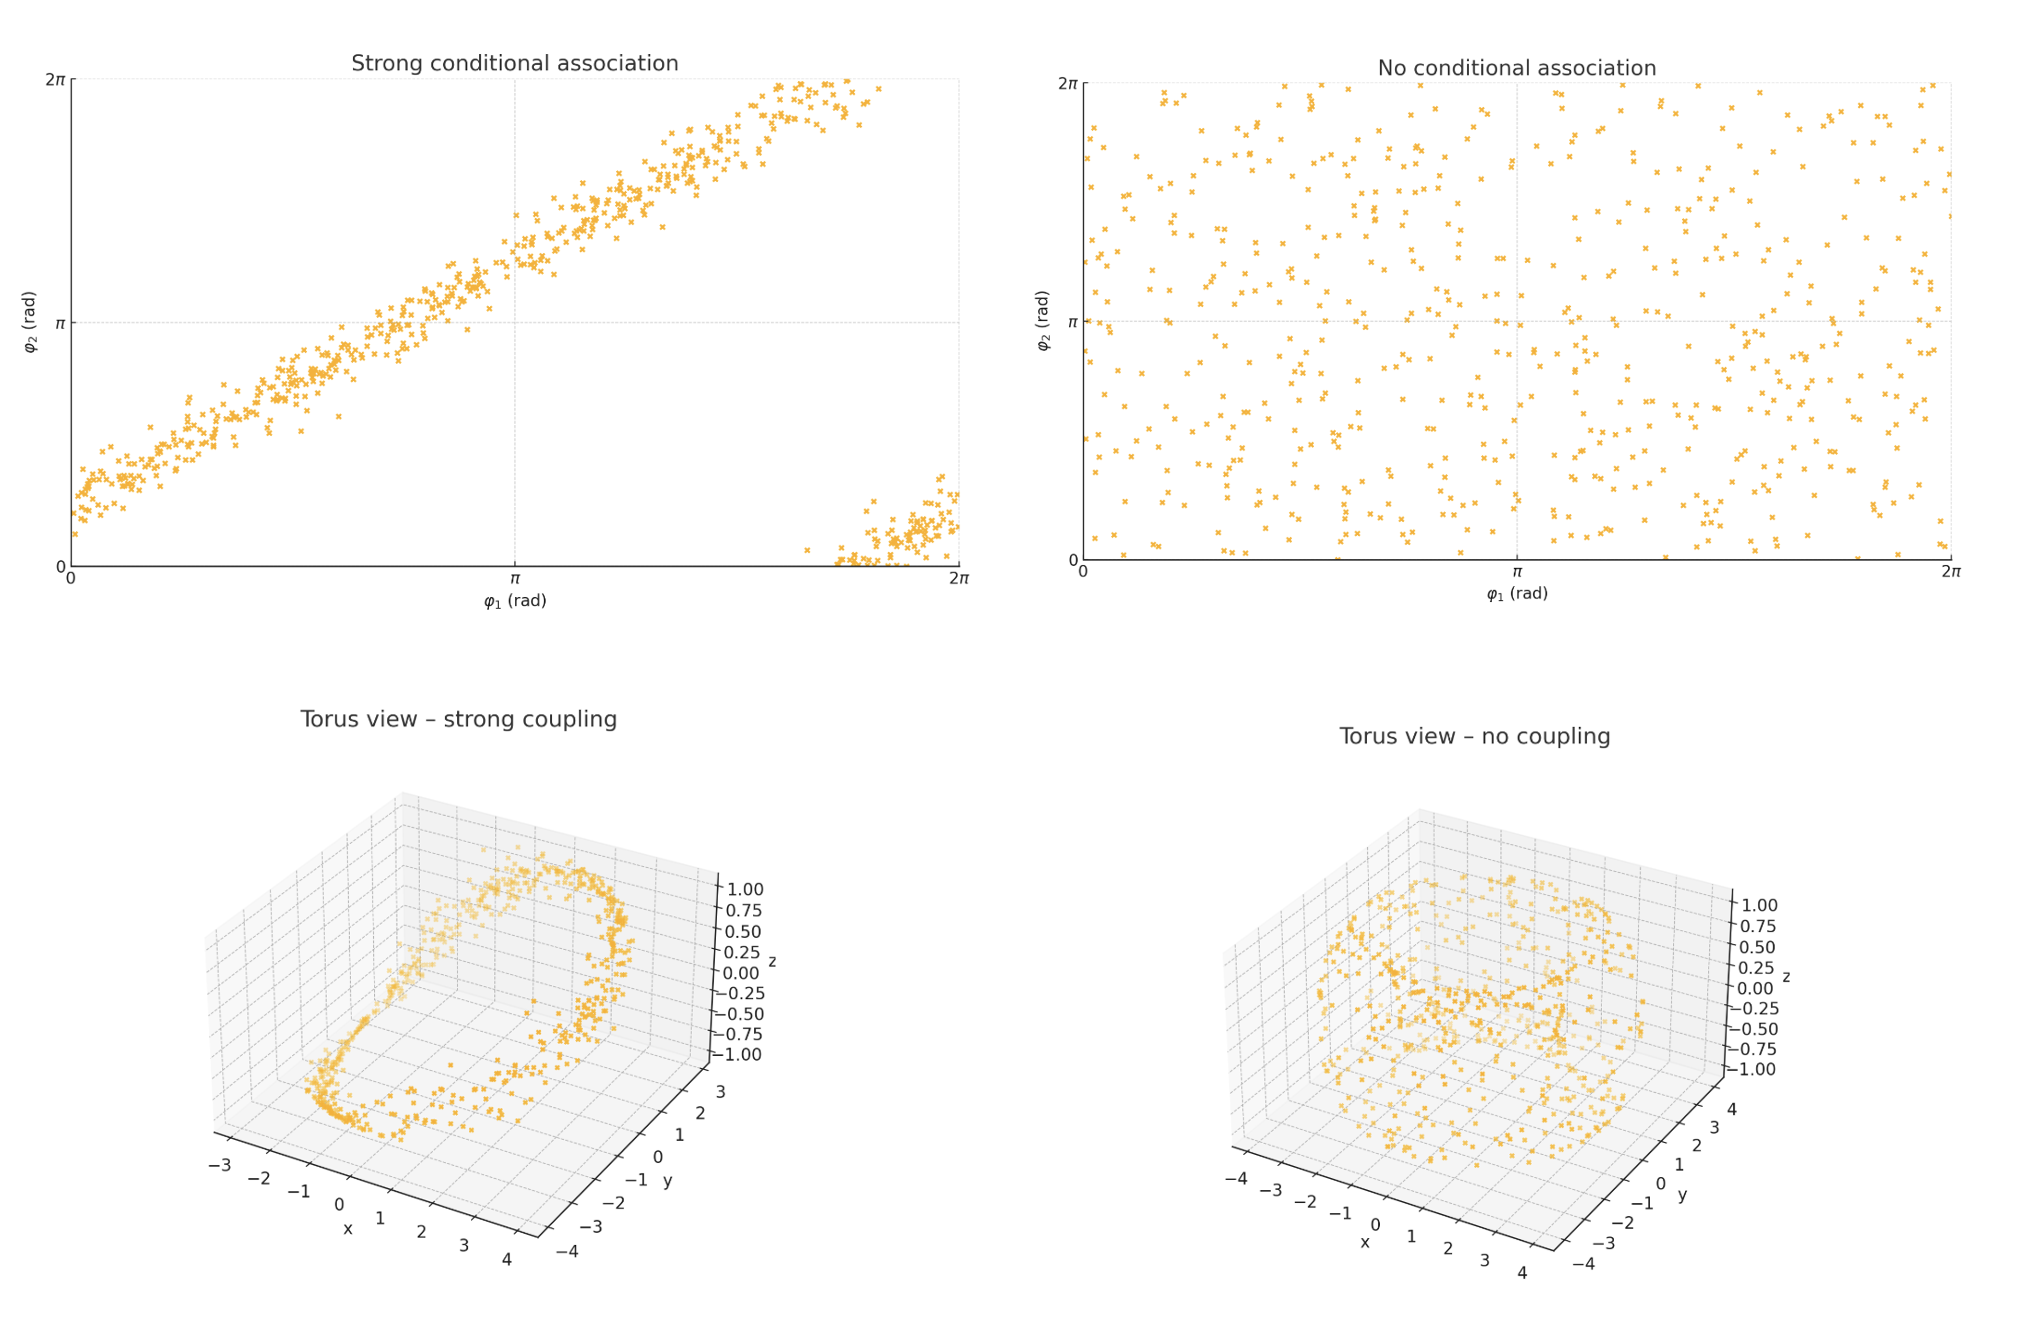 Strong conditional association
2π
π
0
φ₂ (rad)
0
π
2π
φ₁ (rad)
No conditional association
2π
π
0
φ₂ (rad)
0
π
2π
φ₁ (rad)
Torus view – strong coupling
1.00
0.75
0.50
0.25
0.00
−0.25
−0.50
−0.75
−1.00
z
3
2
1
0
−1
−2
−3
−4
y
−3
−2
−1
0
1
2
3
4
x
Torus view – no coupling
1.00
0.75
0.50
0.25
0.00
−0.25
−0.50
−0.75
−1.00
z
4
3
2
1
0
−1
−2
−3
−4
y
−4
−3
−2
−1
0
1
2
3
4
x